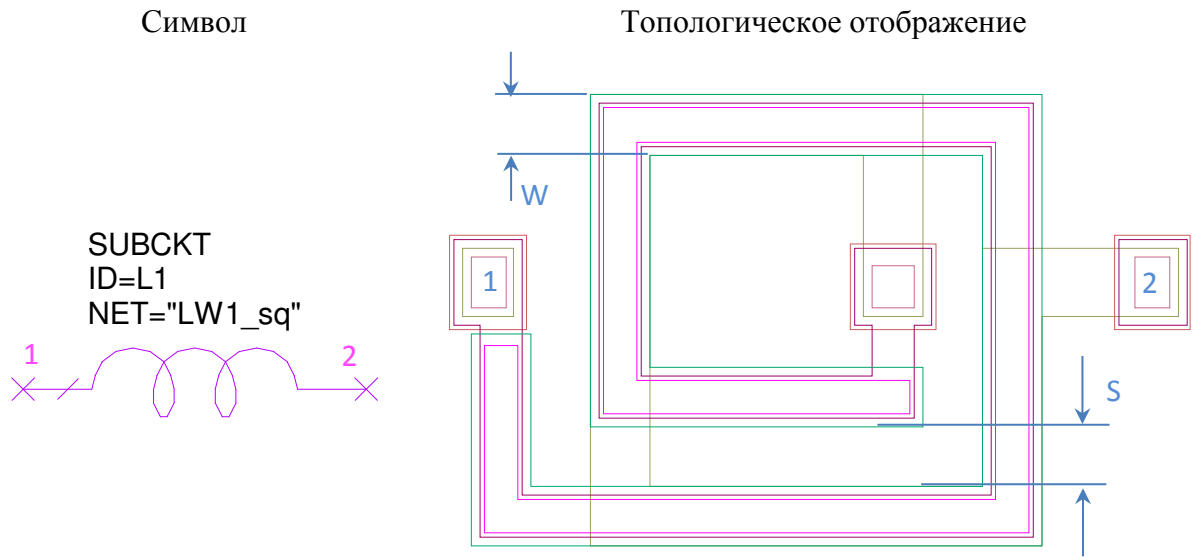 Символ
Топологическое отображение
W
SUBCKT
ID=L1
NET="LW1_sq"
1
2
1
2
S